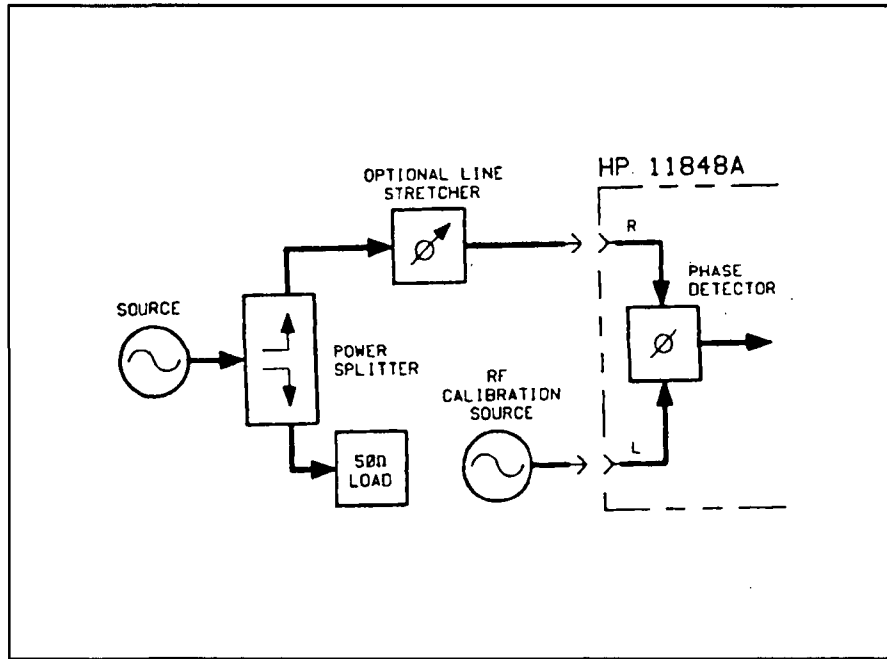 HP 11848A
OPTIONAL LINE
STRETCHER
R
PHASE
DETECTOR
SOURCE
POWER
SPLITTER
RF
CALIBRATION
SOURCE
L
50Ω
LOAD